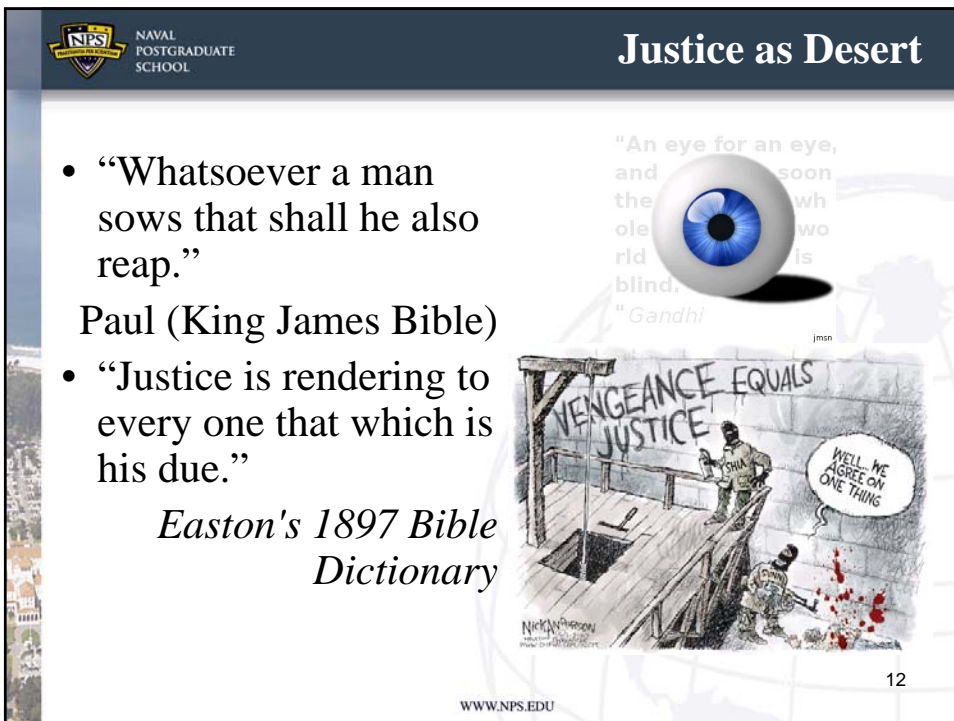 NPS
NAVAL
POSTGRADUATE
SCHOOL
Justice as Desert
• “Whatsoever a man
sows that shall he also
reap.”
Paul (King James Bible)
• “Justice is rendering to
every one that which is
his due.”
Easton's 1897 Bible
Dictionary
"An eye for an eye,
and soon
the wh
ole wo
rld is
blind.
"Gandhi
jmsn
VENGEANCE EQUALS
JUSTICE
SHIA
WELL... WE
AGREE ON
ONE THING
SUNNI
NICK ANDERSON
12
WWW.NPS.EDU